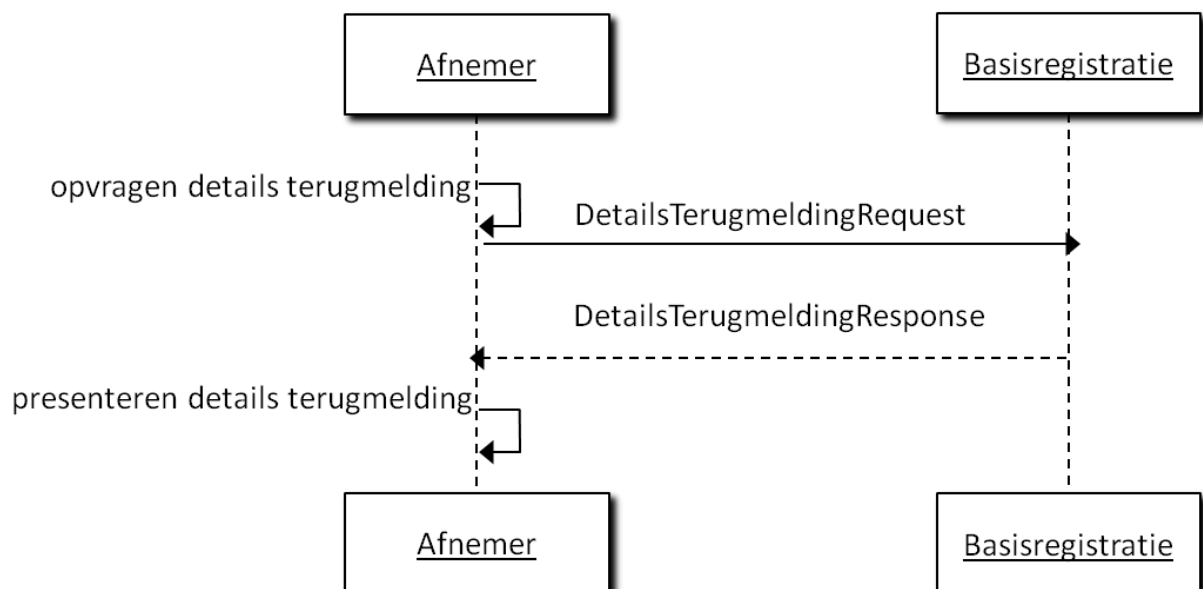 Afnemer
Basisregistratie
opvragen details terugmelding
DetailsTerugmeldingRequest
DetailsTerugmeldingResponse
presenteren details terugmelding
Afnemer
Basisregistratie